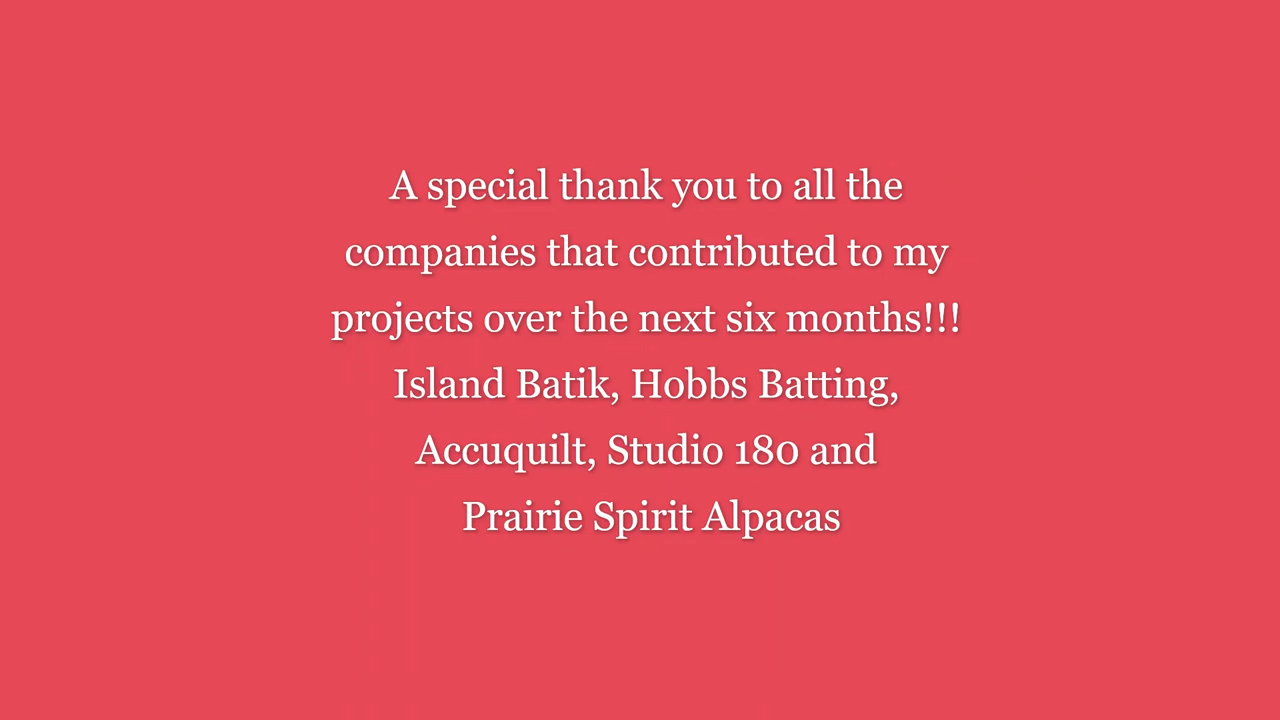 A special thank you to all the
companies that contributed to my
projects over the next six months!!!
Island Batik, Hobbs Batting,
Accuquilt, Studio 180 and
Prairie Spirit Alpacas